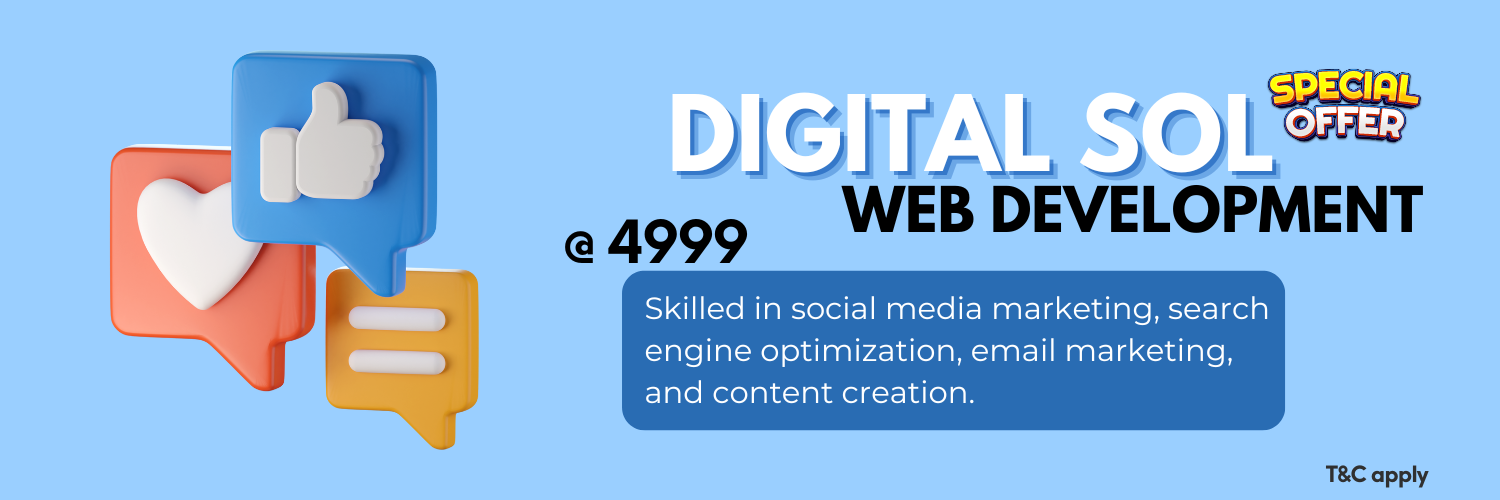 DIGITAL SOL
SPECIAL
OFFER
WEB DEVELOPMENT
@ 4999
Skilled in social media marketing, search
engine optimization, email marketing,
and content creation.
T&C apply